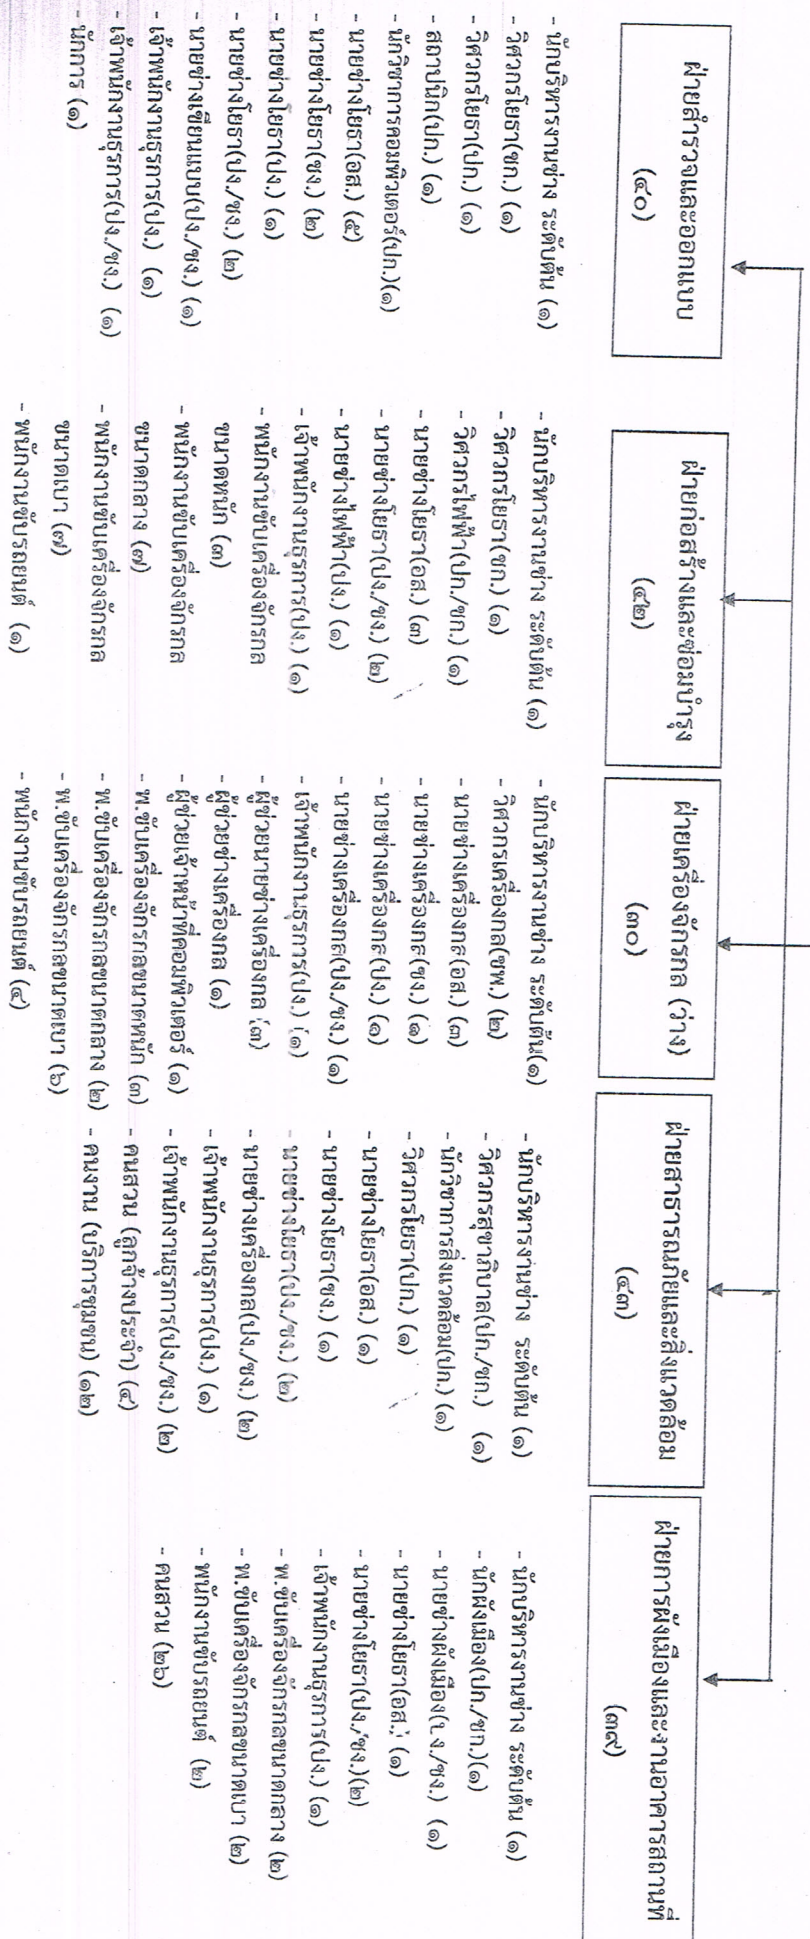 ฝ่ายสำรวจและออกแบบ
(๔๐)
- นักบริหารงานช่าง ระดับต้น (๑)
- วิศวกรโยธา(ชก.) (๑)
- วิศวกรโยธา(ปก.) (๑)
- สถาปนิก(ปก.) (๑)
- นักวิชาการคอมพิวเตอร์(ปก.)(๑)
- นายช่างโยธา(อส.) (๕)
- นายช่างโยธา(ชง.) (๒)
- นายช่างโยธา(ปง.) (๑)
- นายช่างโยธา(ปง./ชง.) (๒)
- นายช่างเขียนแบบ(ปง./ชง.) (๑)
- เจ้าพนักงานธุรการ(ปง.) (๑)
- เจ้าพนักงานธุรการ(ปง./ชง.) (๑)
- นักการ (๑)
ฝ่ายก่อสร้างและซ่อมบำรุง
(๔๒)
- นักบริหารงานช่าง ระดับต้น (๑)
- วิศวกรโยธา(ชก.) (๑)
- วิศวกรไฟฟ้า(ปก./ชก.) (๑)
- นายช่างโยธา(อส.) (๓)
- นายช่างโยธา(ปง./ชง.) (๒)
- นายช่างไฟฟ้า(ปง.) (๑)
- เจ้าพนักงานธุรการ(ปง.) (๑)
- พนักงานขับเครื่องจักรกล
ขนาดหนัก (๓)
- พนักงานขับเครื่องจักรกล
ขนาดกลาง (๗)
- พนักงานขับเครื่องจักรกล
ขนาดเบา (๗)
- พนักงานขับรถยนต์ (๑)
ฝ่ายเครื่องจักรกล (ว่าง)
(๓๐)
- นักบริหารงานช่าง ระดับต้น(๑)
- วิศวกรเครื่องกล(ชพ.) (๒)
- นายช่างเครื่องกล(อส.) (๓)
- นายช่างเครื่องกล(ชง.) (๑)
- นายช่างเครื่องกล(ปง.) (๑)
- นายช่างเครื่องกล(ปง./ชง.) (๑)
- เจ้าพนักงานธุรการ(ปง.) (๑)
- ผู้ช่วยนายช่างเครื่องกล (๓)
- ผู้ช่วยช่างเครื่องกล (๑)
- ผู้ช่วยเจ้าหน้าที่คอมพิวเตอร์ (๑)
- พ.ขับเครื่องจักรกลขนาดหนัก (๓)
- พ.ขับเครื่องจักรกลขนาดกลาง (๒)
- พ.ขับเครื่องจักรกลขนาดเบา (๖)
- พนักงานขับรถยนต์ (๔)
ฝ่ายสาธารณภัยและสิ่งแวดล้อม
(๔๓)
- นักบริหารงานช่าง ระดับต้น (๑)
- วิศวกรสุขาภิบาล(ปก./ชก.) (๑)
- นักวิชาการสิ่งแวดล้อม(ปก.) (๑)
- วิศวกรโยธา(ปก.) (๑)
- นายช่างโยธา(อส.) (๑)
- นายช่างโยธา(ชง.) (๑)
- นายช่างโยธา(ปง./ชง.) (๒)
- นายช่างเครื่องกล(ปง./ชง.) (๒)
- เจ้าพนักงานธุรการ(ปง.) (๑)
- เจ้าพนักงานธุรการ(ปง./ชง.) (๒)
- คนสวน (ลูกจ้างประจำ) (๔)
- คนงาน (บริการชุมชน) (๑๒)
ฝ่ายการผังเมืองและงานอาคารสถานที่
(๓๙)
- นักบริหารงานช่าง ระดับต้น (๑)
- นักผังเมือง(ปก./ชก.)(๑)
- นายช่างผังเมือง(ปง./ชง.) (๑)
- นายช่างโยธา(อส.) (๑)
- นายช่างโยธา(ปง./ชง.)(๒)
- เจ้าพนักงานธุรการ(ปง.) (๑)
- พ.ขับเครื่องจักรกลขนาดกลาง (๒)
- พ.ขับเครื่องจักรกลขนาดเบา (๒)
- พนักงานขับรถยนต์ (๒)
- คนสวน (๒๖)